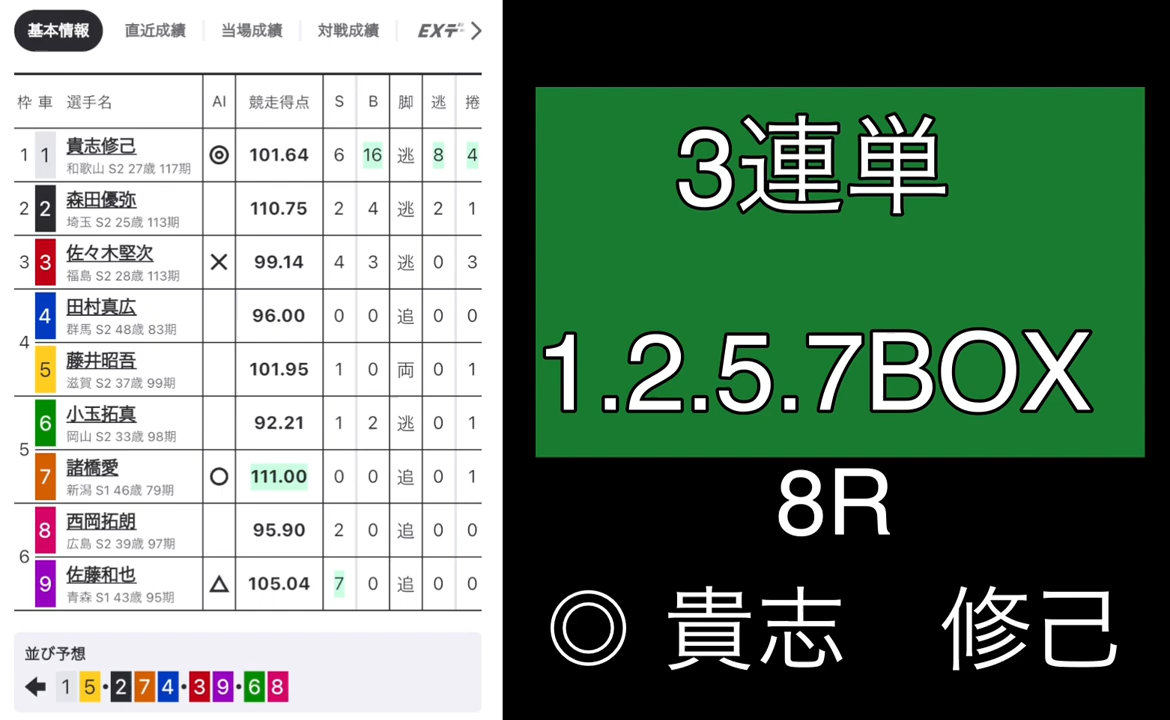 基本情報 直近成績 当場成績 対戦成績 EXデ
枠 車 選手名 AI 競走得点 S B 脚 逃 捲
1 1 貴志修己 ◎ 101.64 6 16 逃 8 4
和歌山 S2 27歳 117期
2 2 森田優弥 110.75 2 4 逃 2 1
埼玉 S2 25歳 113期
3 3 佐々木堅次 × 99.14 4 3 逃 0 3
福島 S2 28歳 113期
4 4 田村真広 96.00 0 0 追 0 0
群馬 S2 48歳 83期
5 藤井昭吾 101.95 1 0 両 0 1
滋賀 S2 37歳 99期
5 6 小玉拓真 92.21 1 2 逃 0 1
岡山 S2 33歳 98期
7 諸橋愛 ○ 111.00 0 0 追 0 1
新潟 S1 46歳 79期
6 8 西岡拓朗 95.90 2 0 追 0 0
広島 S2 39歳 97期
9 佐藤和也 △ 105.04 7 0 追 0 0
青森 S1 43歳 95期
並び予想
1 5・2 7 4・3 9・6 8
3連単
1.2.5.7BOX
8R
◎ 貴志 修己